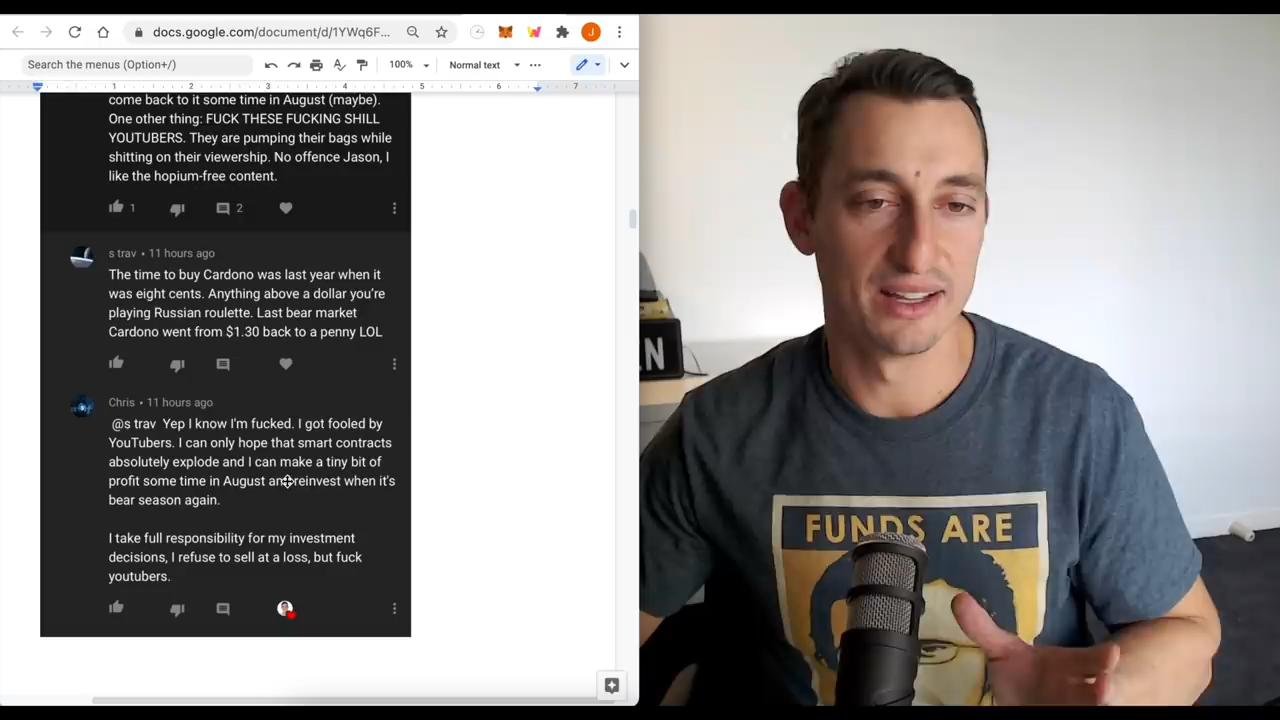 docs.google.com/document/d/1YWq6F...
J
Search the menus (Option+/)
100%
Normal text
1
2
3
4
5
6
7
come back to it some time in August (maybe).
One other thing: FUCK THESE FUCKING SHILL
YOUTUBERS. They are pumping their bags while
shitting on their viewership. No offence Jason, I
like the hopium-free content.
1
2
s trav • 11 hours ago
The time to buy Cardono was last year when it
was eight cents. Anything above a dollar you're
playing Russian roulette. Last bear market
Cardono went from $1.30 back to a penny LOL
Chris • 11 hours ago
@s trav Yep I know I'm fucked. I got fooled by
YouTubers. I can only hope that smart contracts
absolutely explode and I can make a tiny bit of
profit some time in August and reinvest when it's
bear season again.
I take full responsibility for my investment
decisions, I refuse to sell at a loss, but fuck
youtubers.
N
FUNDS ARE